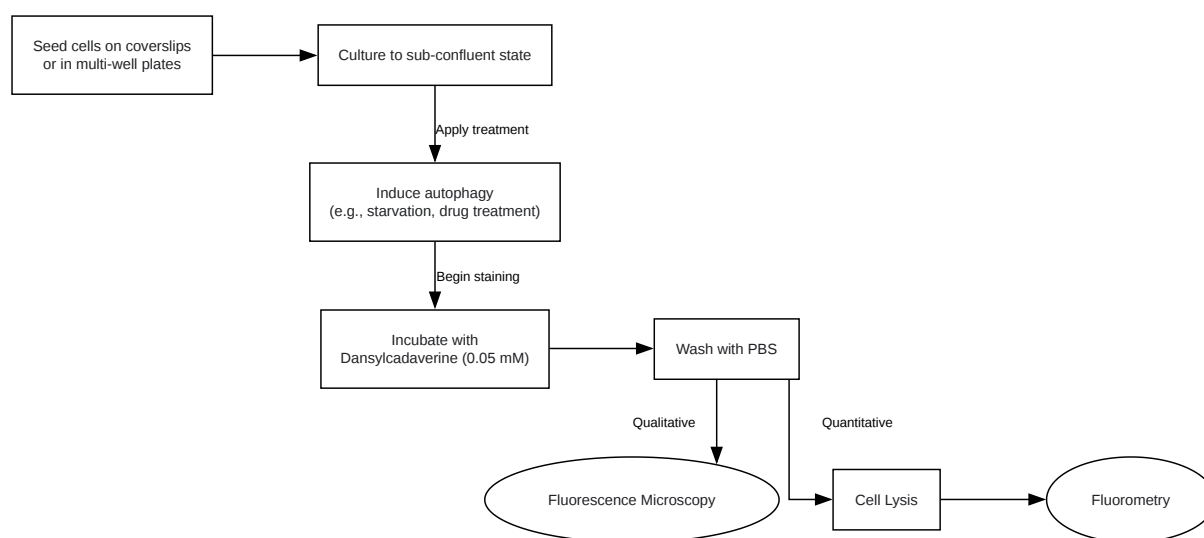 Seed cells on coverslips
or in multi-well plates
Culture to sub-confluent state
Apply treatment
Induce autophagy
(e.g., starvation, drug treatment)
Begin staining
Incubate with
Dansylcadaverine (0.05 mM)
Wash with PBS
Qualitative
Quantitative
Fluorescence Microscopy
Cell Lysis
Fluorometry